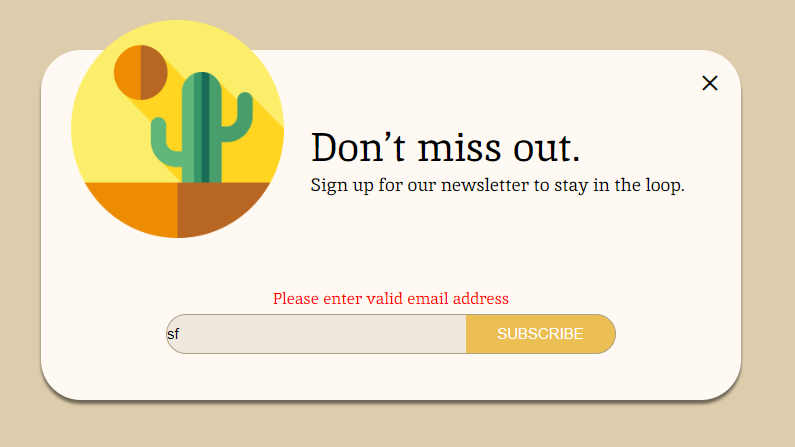 Don’t miss out.
Sign up for our newsletter to stay in the loop.
Please enter valid email address
sf
SUBSCRIBE